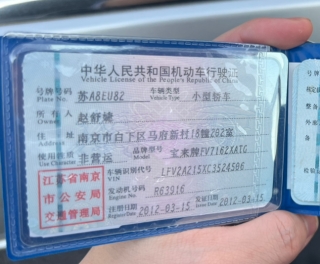 中华人民共和国机动车行驶证
Vehicle License of the People's Republic of China
号牌号码 苏A8EU82 车辆类型 小型轿车
Plate No. Vehicle Type
所有人 赵舒婕
Owner
住址 南京市白下区马府新村18幢202室
Address
使用性质 非营运 品牌型号 宝来牌FV7162XATG
Use Character Model
车辆识别代号 LFV2A215XC3524586
VIN
江苏省南京
市公安局
交通管理局
发动机号码 R63916
Engine No.
注册日期 2012-03-15 发证日期 2012-03-15
Register Date Issue Date